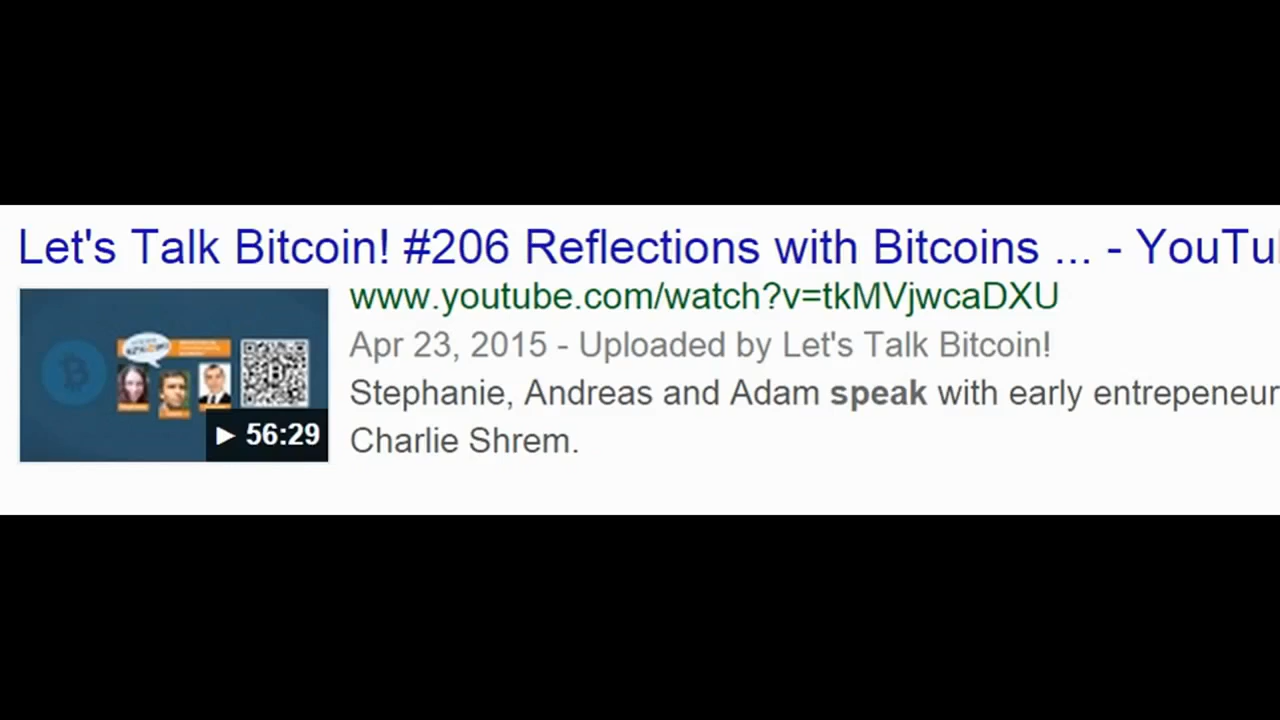 Let's Talk Bitcoin! #206 Reflections with Bitcoins ... - YouTu
www.youtube.com/watch?v=tkMVjwcaDXU
Apr 23, 2015 - Uploaded by Let's Talk Bitcoin!
Stephanie, Andreas and Adam speak with early entrepeneur
Charlie Shrem.
▶ 56:29